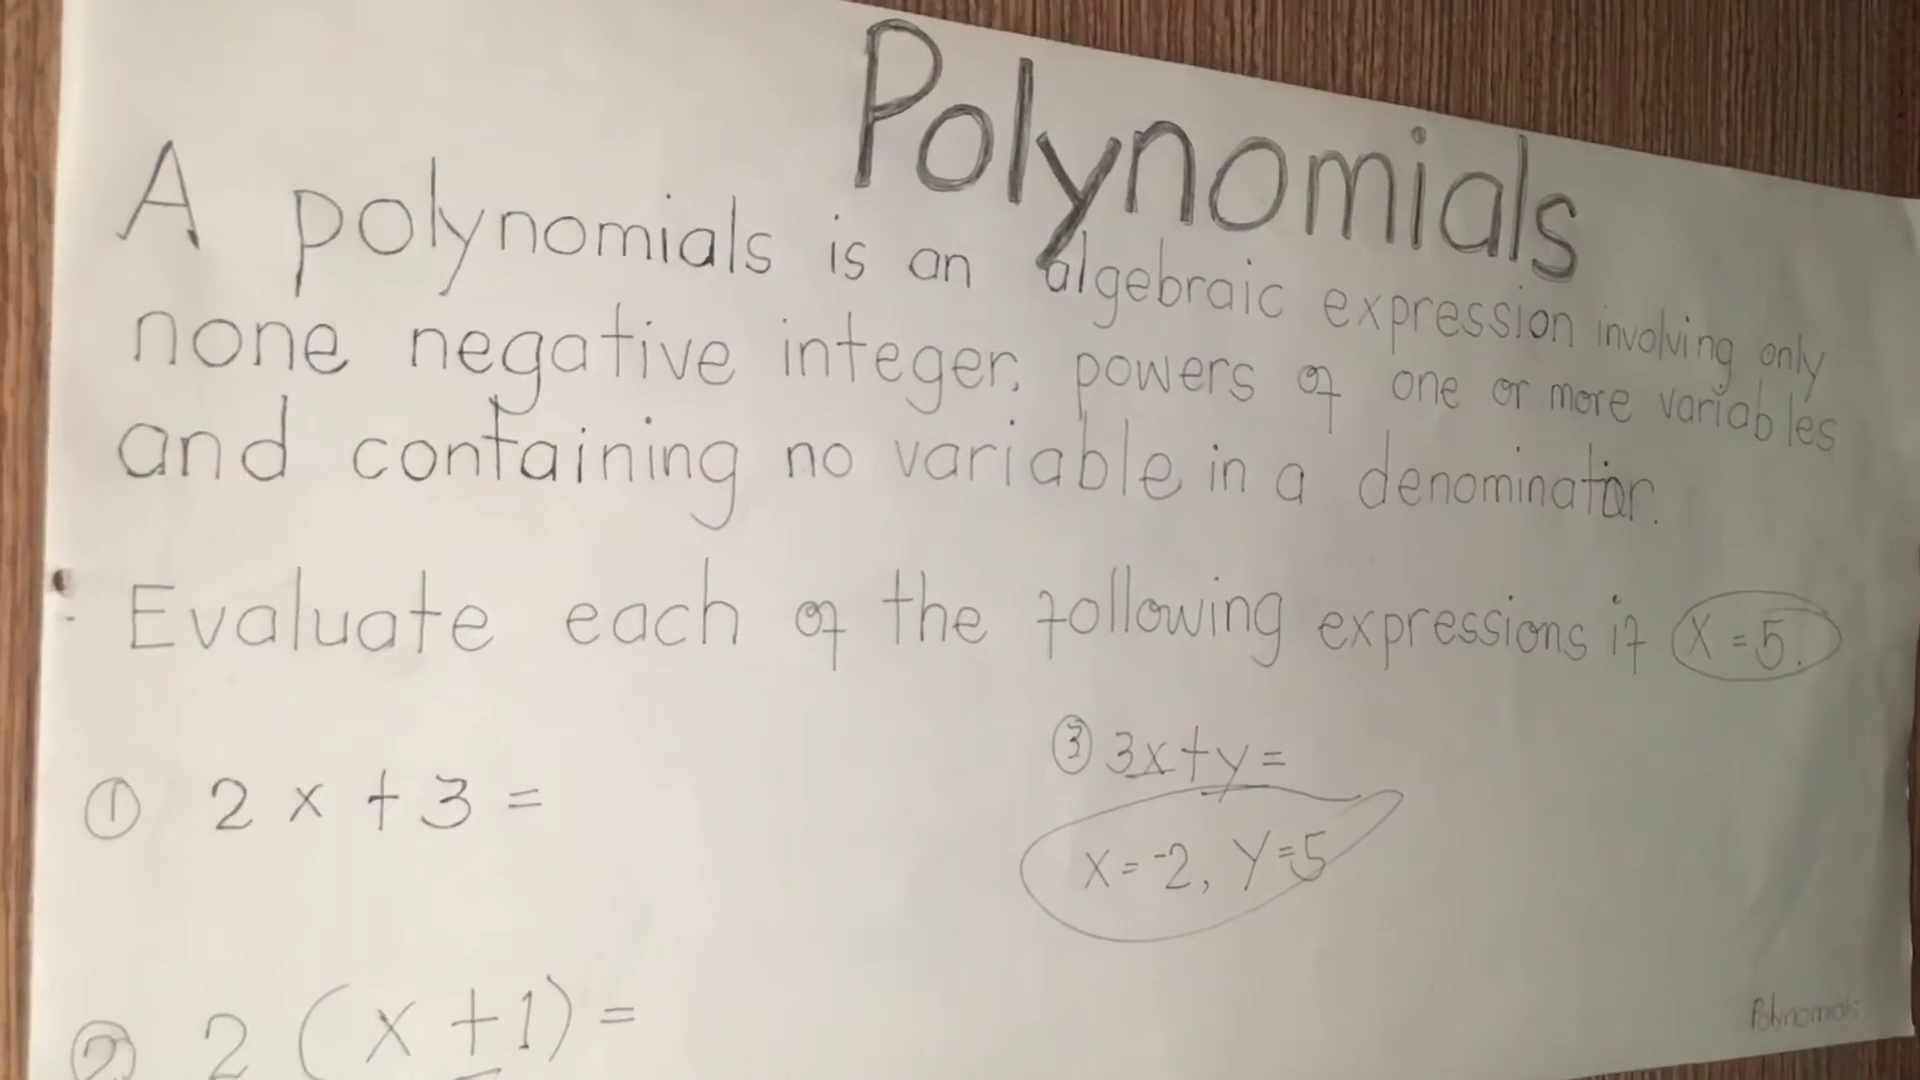 Polynomials
A polynomials is an algebraic expression involving only
none negative integer, powers of one or more variables
and containing no variable in a denominator.
Evaluate each of the following expressions if x = 5.
① 2x + 3 =
② 2 (x + 1) =
③ 3x + y =
x = -2, Y = 5
Polynomials